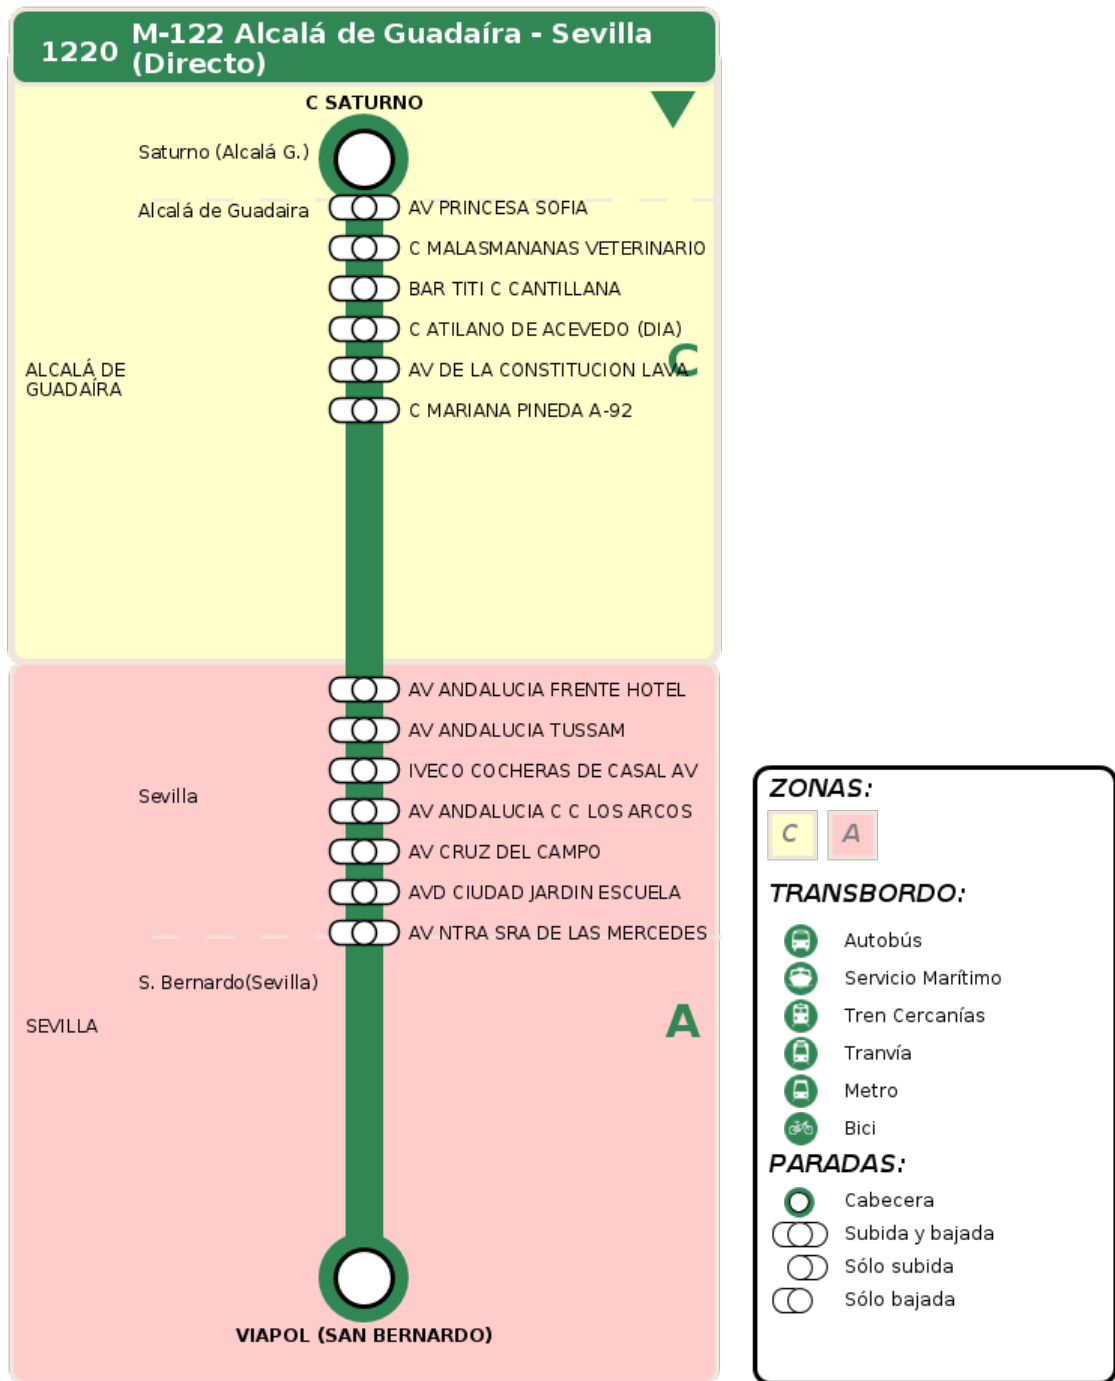 1220
M-122 Alcalá de Guadaíra - Sevilla
(Directo)
C SATURNO
Saturno (Alcalá G.)
Alcalá de Guadaira
AV PRINCESA SOFIA
C MALASMANANAS VETERINARIO
BAR TITI C CANTILLANA
C ATILANO DE ACEVEDO (DIA)
ALCALÁ DE
GUADAÍRA
AV DE LA CONSTITUCION LAVA
C
C MARIANA PINEDA A-92
AV ANDALUCIA FRENTE HOTEL
AV ANDALUCIA TUSSAM
IVECO COCHERAS DE CASAL AV
Sevilla
AV ANDALUCIA C C LOS ARCOS
AV CRUZ DEL CAMPO
AVD CIUDAD JARDIN ESCUELA
AV NTRA SRA DE LAS MERCEDES
S. Bernardo(Sevilla)
SEVILLA
A
VIAPOL (SAN BERNARDO)
ZONAS:
C
A
TRANSBORDO:
Autobús
Servicio Marítimo
Tren Cercanías
Tranvía
Metro
Bici
PARADAS:
Cabecera
Subida y bajada
Sólo subida
Sólo bajada